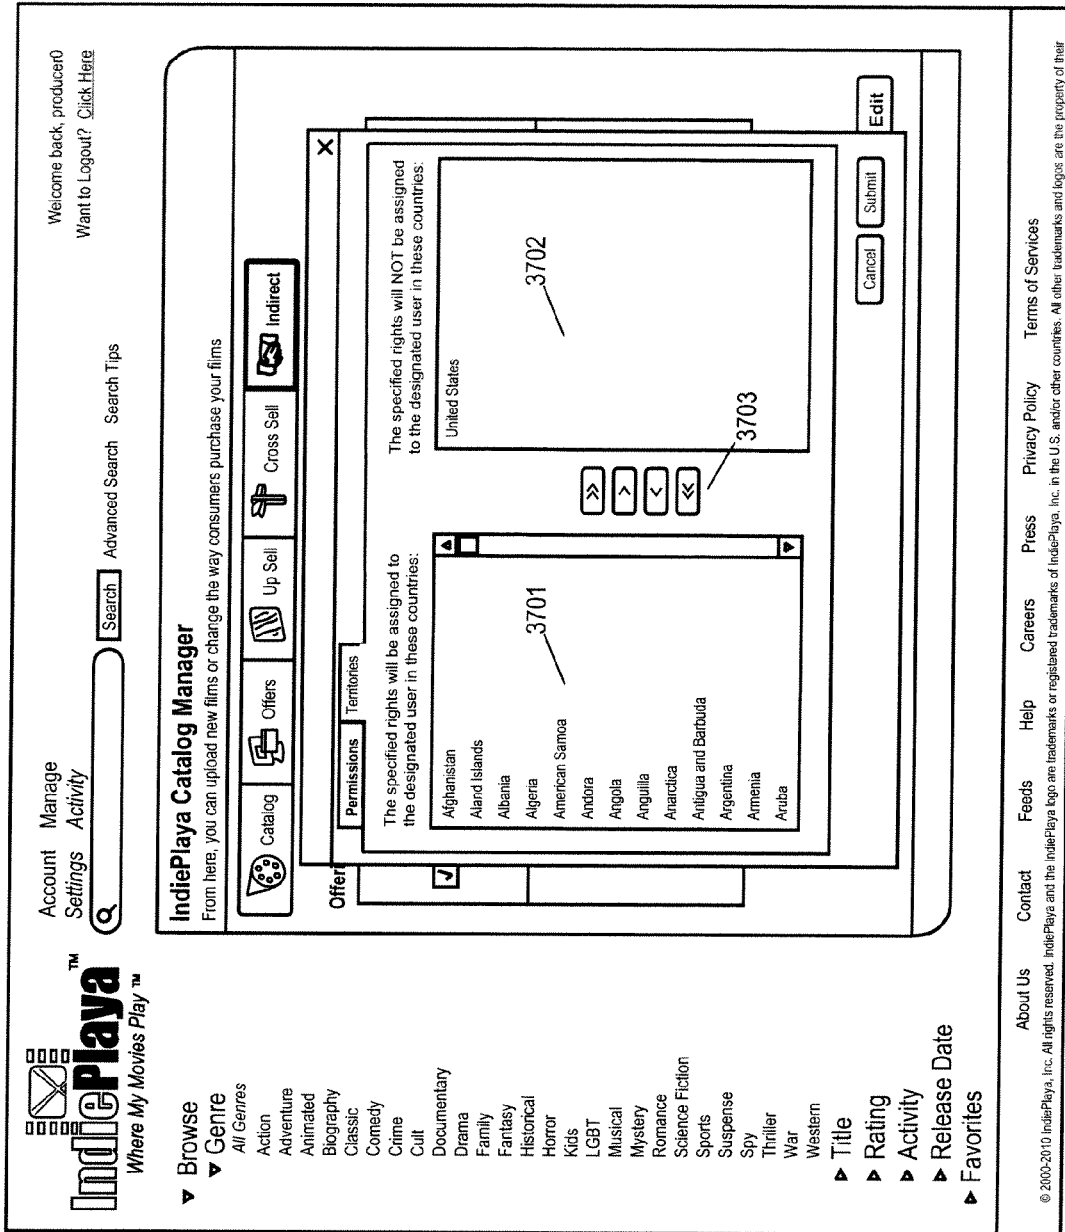 IndiePlaya™
Where My Movies Play ™
Account Settings
Manage Activity
Search
Advanced Search
Search Tips
Welcome back, producer0
Want to Logout? Click Here
Browse
Genre
All Genres
Action
Adventure
Animated
Biography
Classic
Comedy
Crime
Cult
Documentary
Drama
Family
Fantasy
Historical
Horror
Kids
LGBT
Musical
Mystery
Romance
Science Fiction
Sports
Suspense
Spy
Thriller
War
Western
Title
Rating
Activity
Release Date
Favorites
IndiePlaya Catalog Manager
From here, you can upload new films or change the way consumers purchase your films
Catalog
Offers
Up Sell
Cross Sell
Indirect
Offer
X
Permissions
Territories
The specified rights will be assigned to
the designated user in these countries:
Afghanistan
Aland Islands
Albania
Algeria
American Samoa
Andora
Angola
Anguilla
Anarctica
Antigua and Barbuda
Argentina
Armenia
Aruba
3701
>>
>
<
<<
3703
The specified rights will NOT be assigned
to the designated user in these countries:
United States
3702
Cancel
Submit
Edit
About Us
Contact
Feeds
Help
Careers
Press
Privacy Policy
Terms of Services
© 2000-2010 IndiePlaya, Inc. All rights reserved. IndiePlaya and the IndiePlaya logo are trademarks or registered trademarks of IndiePlaya, Inc. in the U.S. and/or other countries. All other trademarks and logos are the property of their